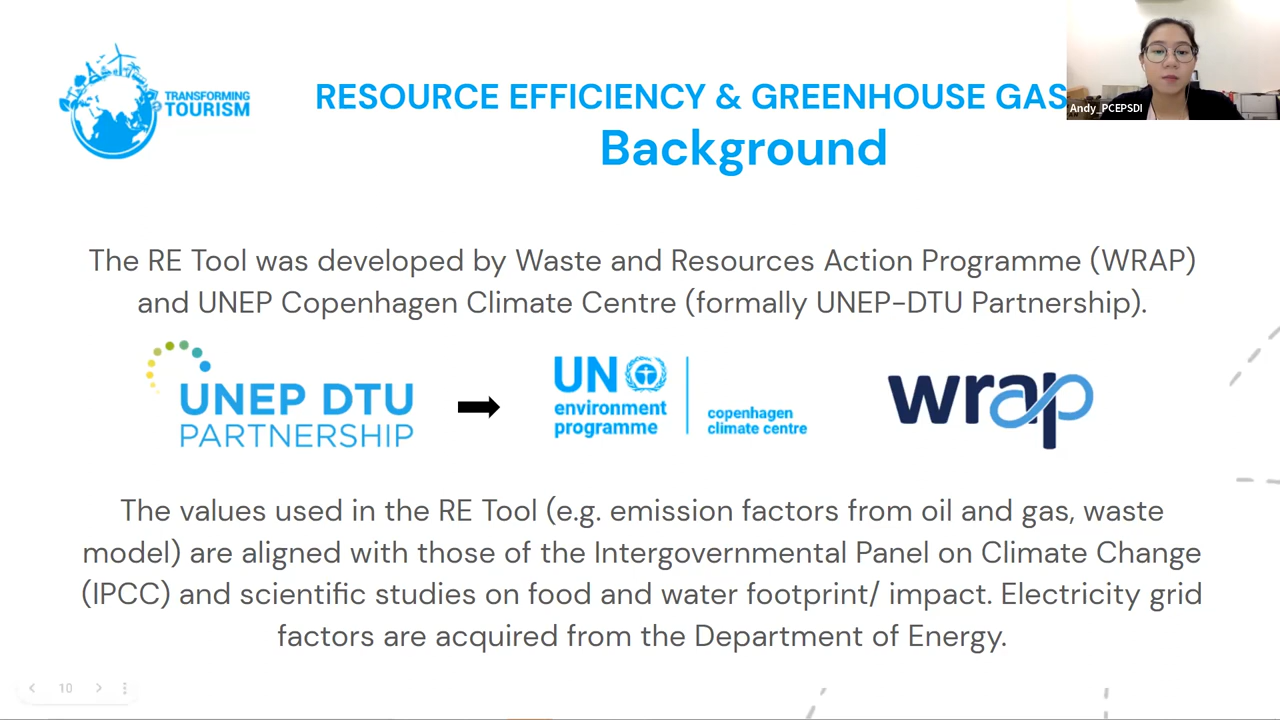 TRANSFORMING
TOURISM
RESOURCE EFFICIENCY & GREENHOUSE GAS
Background
Andy_PCEPSDI
The RE Tool was developed by Waste and Resources Action Programme (WRAP)
and UNEP Copenhagen Climate Centre (formally UNEP-DTU Partnership).
UNEP DTU
PARTNERSHIP
UN
environment
programme
copenhagen
climate centre
wrap
The values used in the RE Tool (e.g. emission factors from oil and gas, waste
model) are aligned with those of the Intergovernmental Panel on Climate Change
(IPCC) and scientific studies on food and water footprint/ impact. Electricity grid
factors are acquired from the Department of Energy.
10